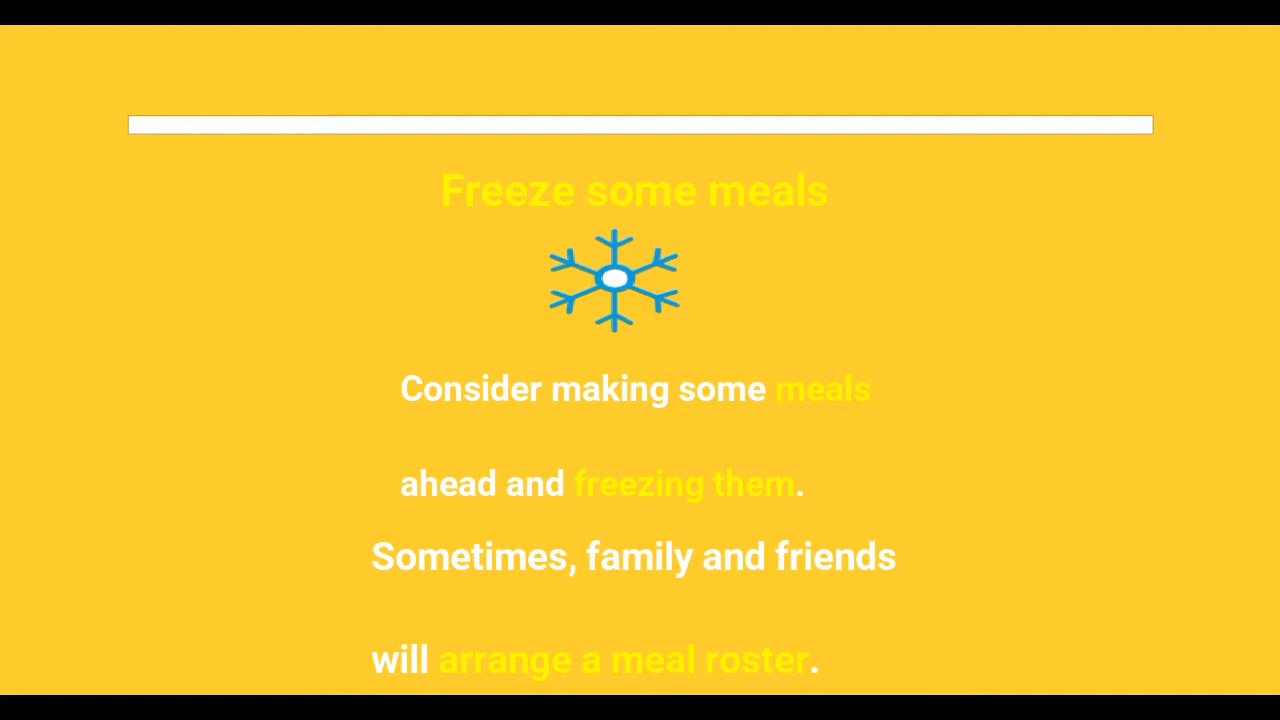 Freeze some meals
Consider making some meals
ahead and freezing them.
Sometimes, family and friends
will arrange a meal roster.